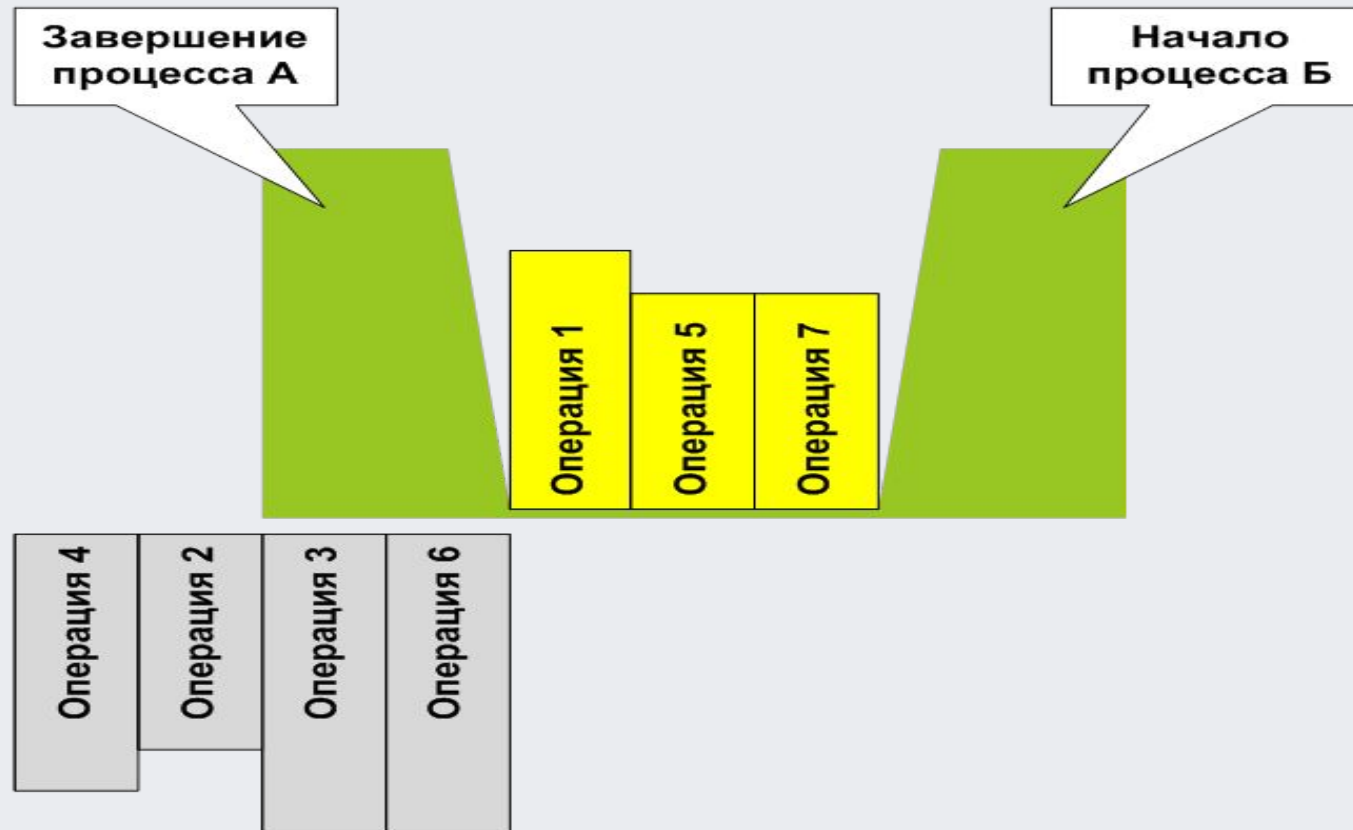 Завершение
процесса А
Начало
процесса Б
Операция 1
Операция 5
Операция 7
Операция 4
Операция 2
Операция 3
Операция 6